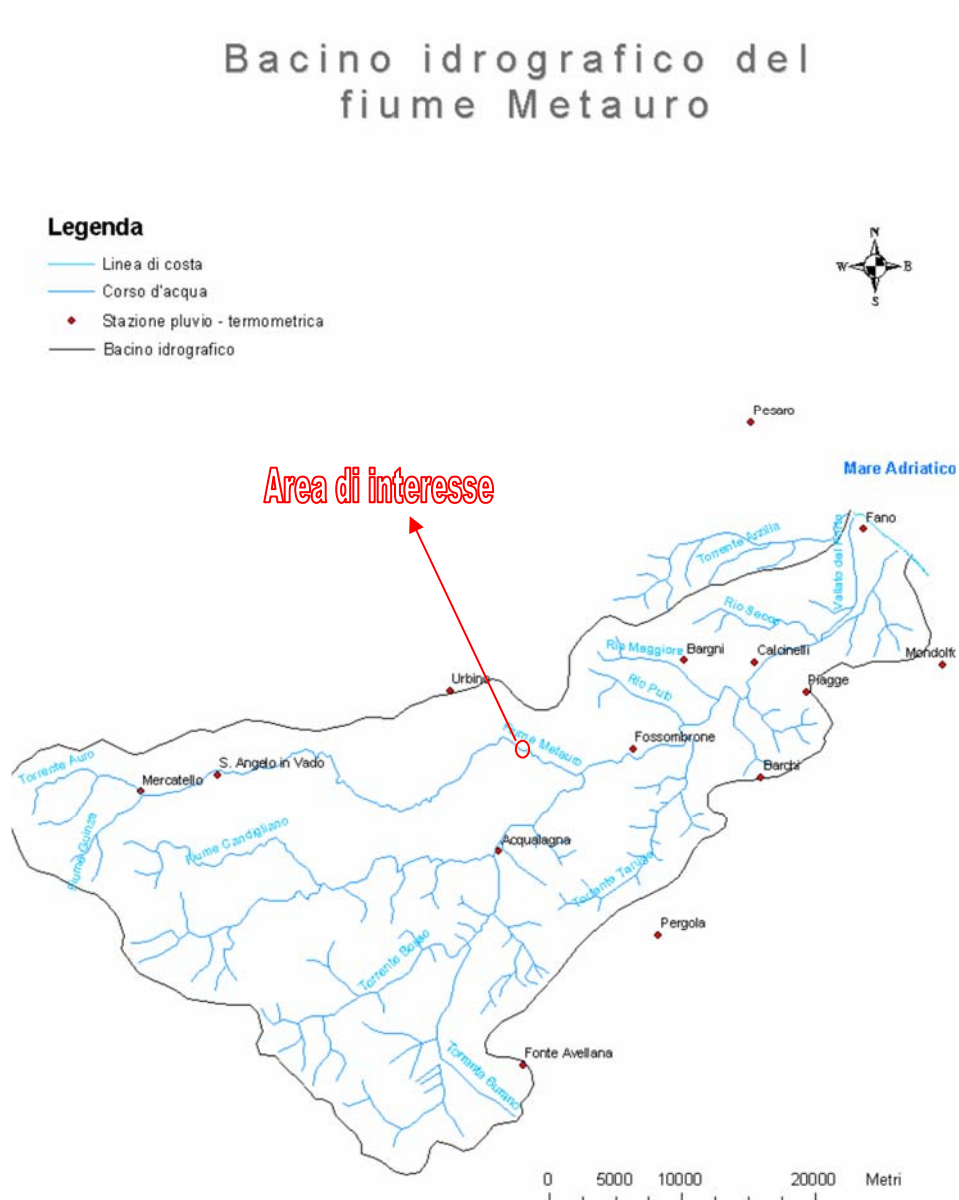 Bacino idrografico del
fiume Metauro
Legenda
Linea di costa
Corso d'acqua
Stazione pluvio - termometrica
Bacino idrografico
N
W
E
S
Pesaro
Mare Adriatico
Area di interesse
Fano
Torrente Arzilla
Vallato del Porto
Rio Secco
Rio Maggiore
Bargni
Calcinelli
Mondolfo
Urbino
Rio Puto
Piagge
Fiume Metauro
Fossombrone
Torrente Auro
S. Angelo in Vado
Mercatello
Barchi
Fiume Guinza
Fiume Candigliano
Acqualagna
Torrente Tarugo
Pergola
Torrente Bosso
Fonte Avellana
Torrente Burano
0 5000 10000 20000 Metri